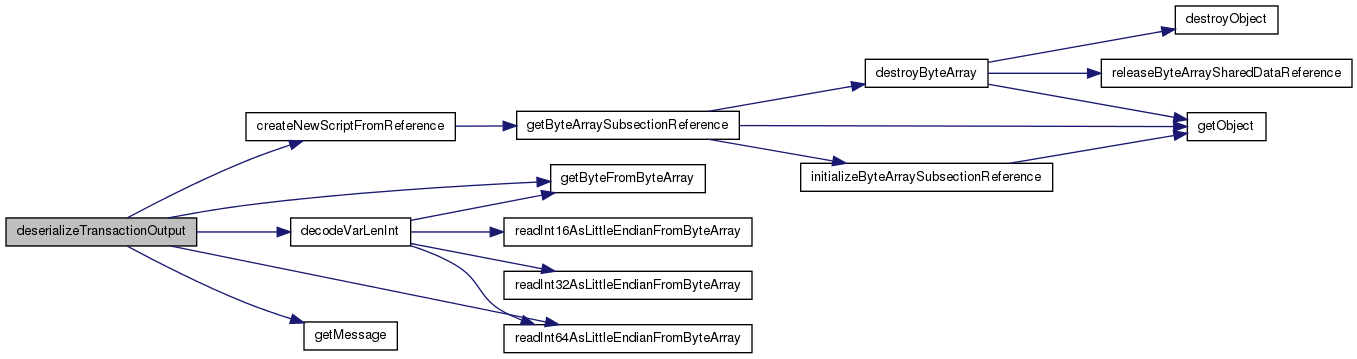 destroyObject
destroyByteArray
releaseByteArraySharedDataReference
createNewScriptFromReference
getByteArraySubsectionReference
getObject
getByteFromByteArray
initializeByteArraySubsectionReference
deserializeTransactionOutput
decodeVarLenInt
readInt16AsLittleEndianFromByteArray
readInt32AsLittleEndianFromByteArray
getMessage
readInt64AsLittleEndianFromByteArray